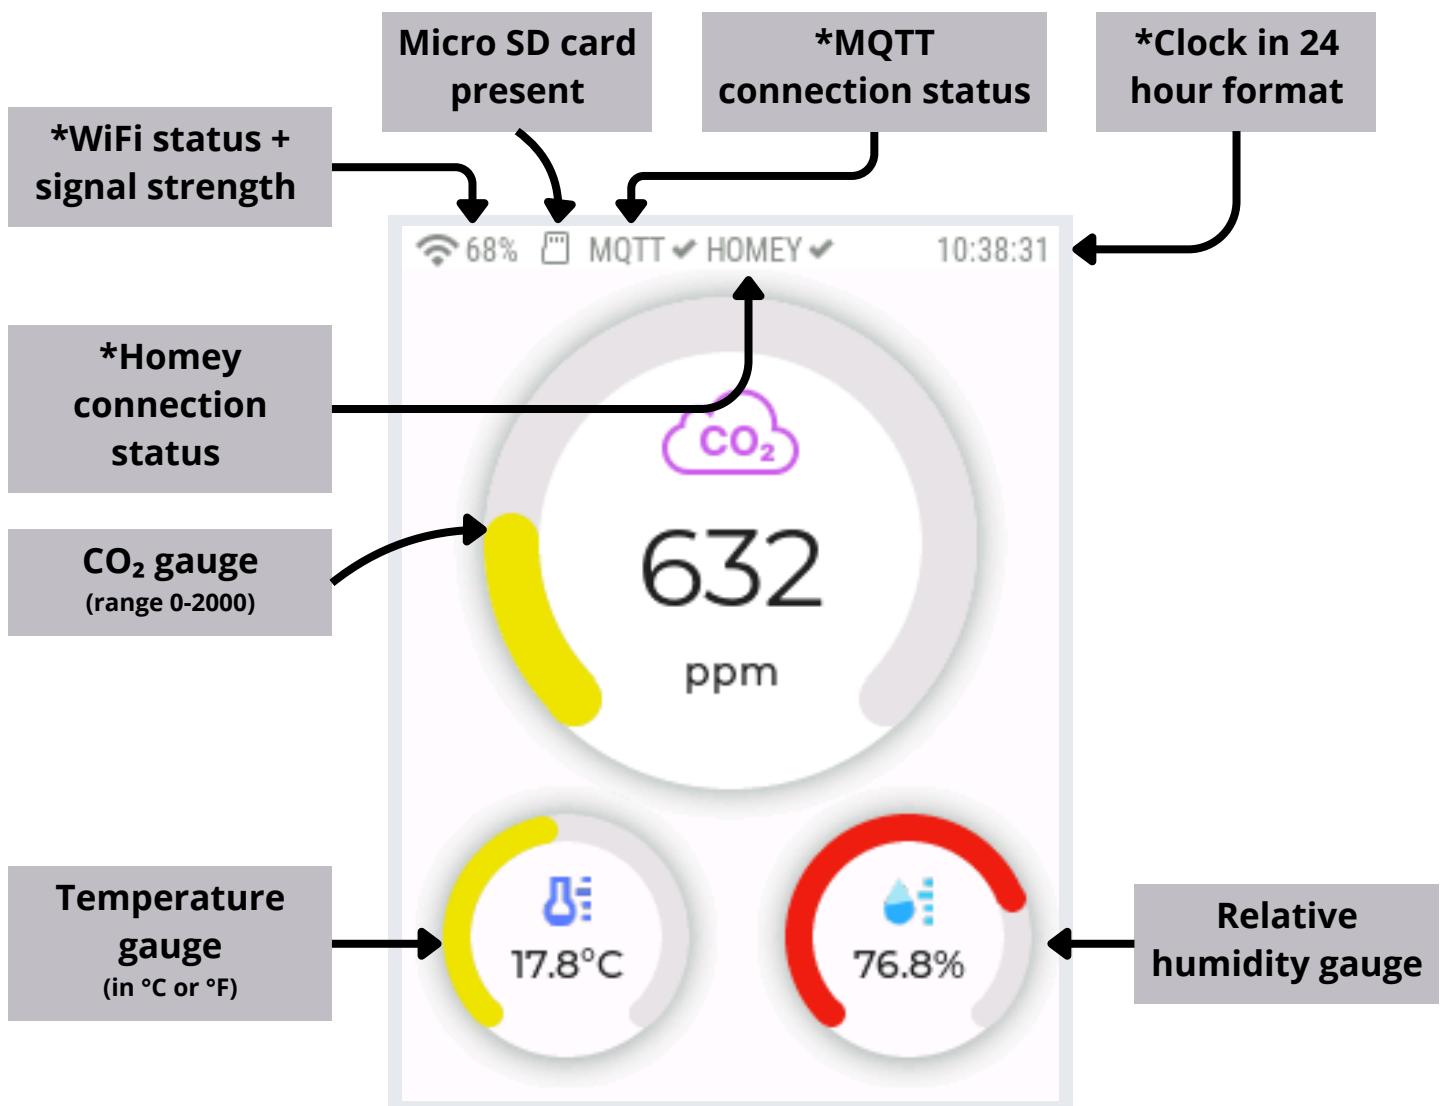 Micro SD card
present
*MQTT
connection status
*Clock in 24
hour format
*WiFi status +
signal strength
68%
MQTT ✔ HOMEY ✔
10:38:31
*Homey
connection
status
CO₂
CO₂ gauge
(range 0-2000)
632
ppm
Temperature
gauge
(in °C or °F)
17.8°C
76.8%
Relative
humidity gauge